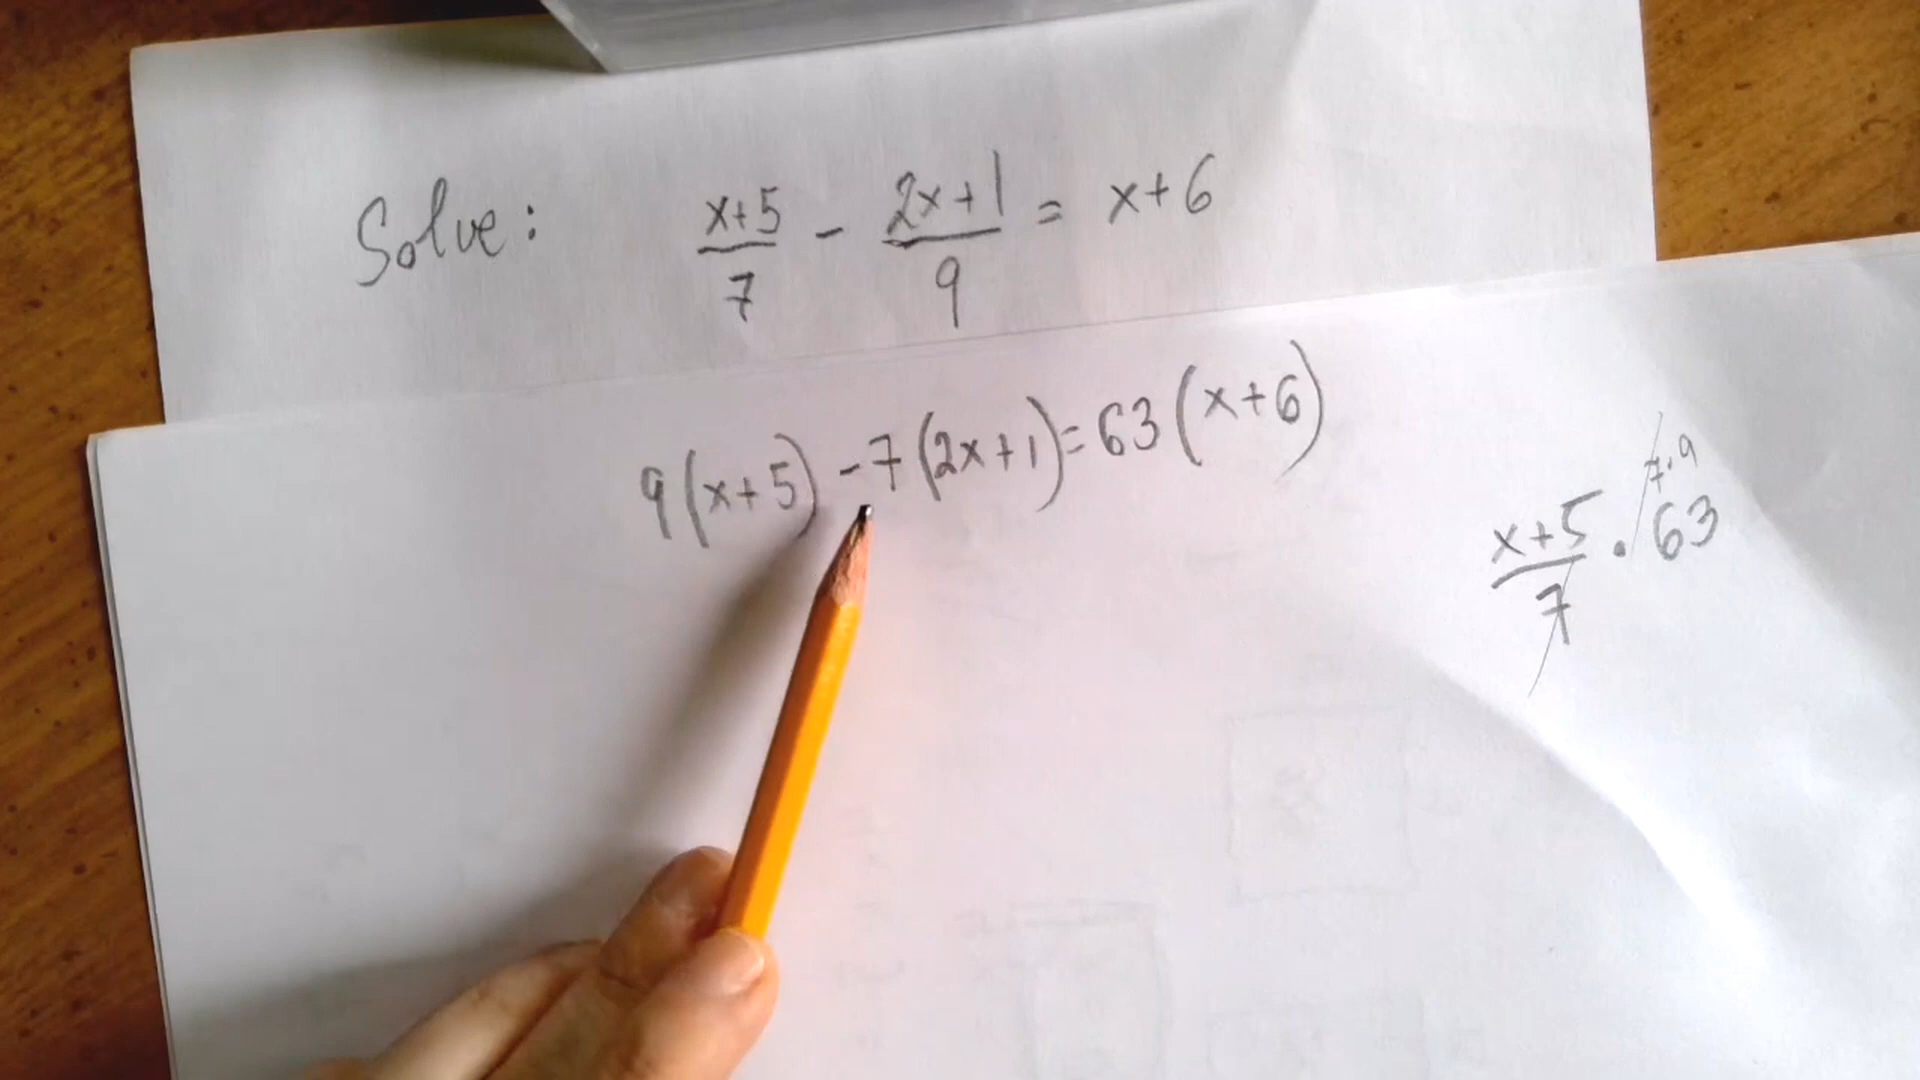 Solve: (x+5)/7 - (2x+1)/9 = x+6
9(x+5) -7(2x+1)=63(x+6)
7·9
(x+5)/7 · 63